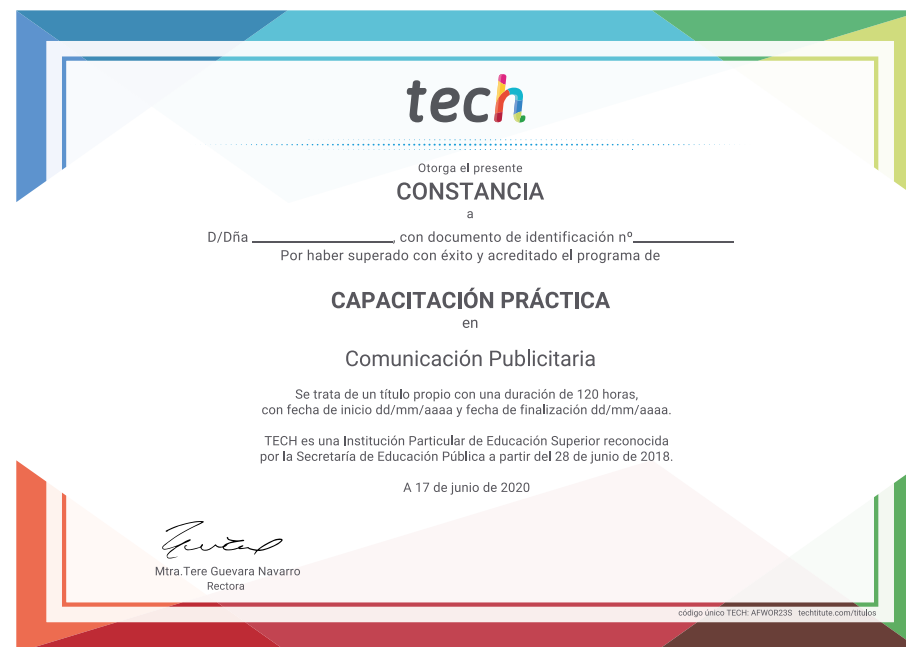 tech
Otorga el presente
CONSTANCIA
a
D/Dña ____________________, con documento de identificación nº______________
Por haber superado con éxito y acreditado el programa de
CAPACITACIÓN PRÁCTICA
en
Comunicación Publicitaria
Se trata de un título propio con una duración de 120 horas,
con fecha de inicio dd/mm/aaaa y fecha de finalización dd/mm/aaaa.
TECH es una Institución Particular de Educación Superior reconocida
por la Secretaría de Educación Pública a partir del 28 de junio de 2018.
A 17 de junio de 2020
Mtra.Tere Guevara Navarro
Rectora
código único TECH: AFWOR23S techtitute.com/titulos